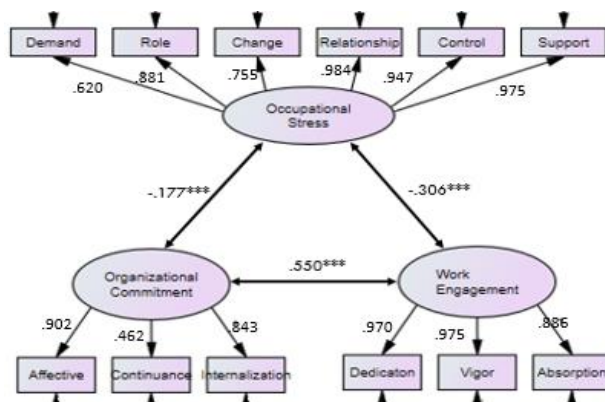 Demand
Role
Change
Relationship
Control
Support
.620
.881
.755
.984
.947
.975
Occupational
Stress
-.177***
-.306***
.550***
Organizational
Commitment
Work
Engagement
.902
.462
.843
.970
.975
.886
Affective
Continuance
Internalization
Dedicaton
Vigor
Absorption